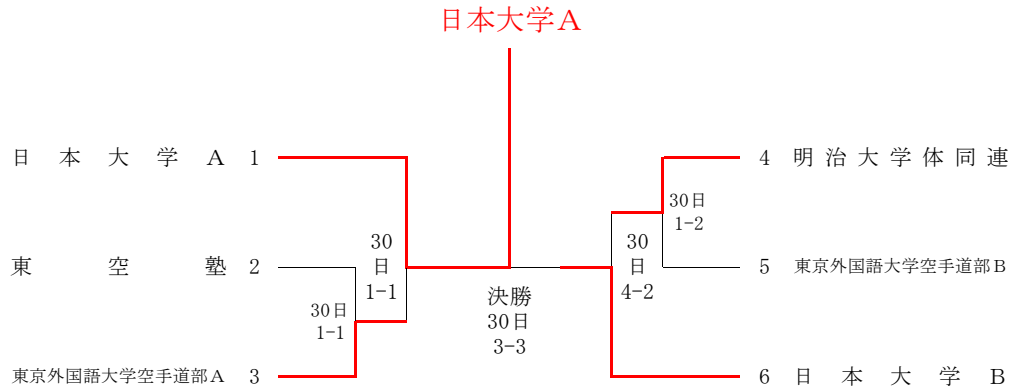 日本大学A
日本大学A 1
4 明治大学体同連
30日
1-2
東空塾 2
30
日
1-1
30
日
4-2
5 東京外国語大学空手道部B
決勝
30日
3-3
30日
1-1
東京外国語大学空手道部A 3
6 日本大学B